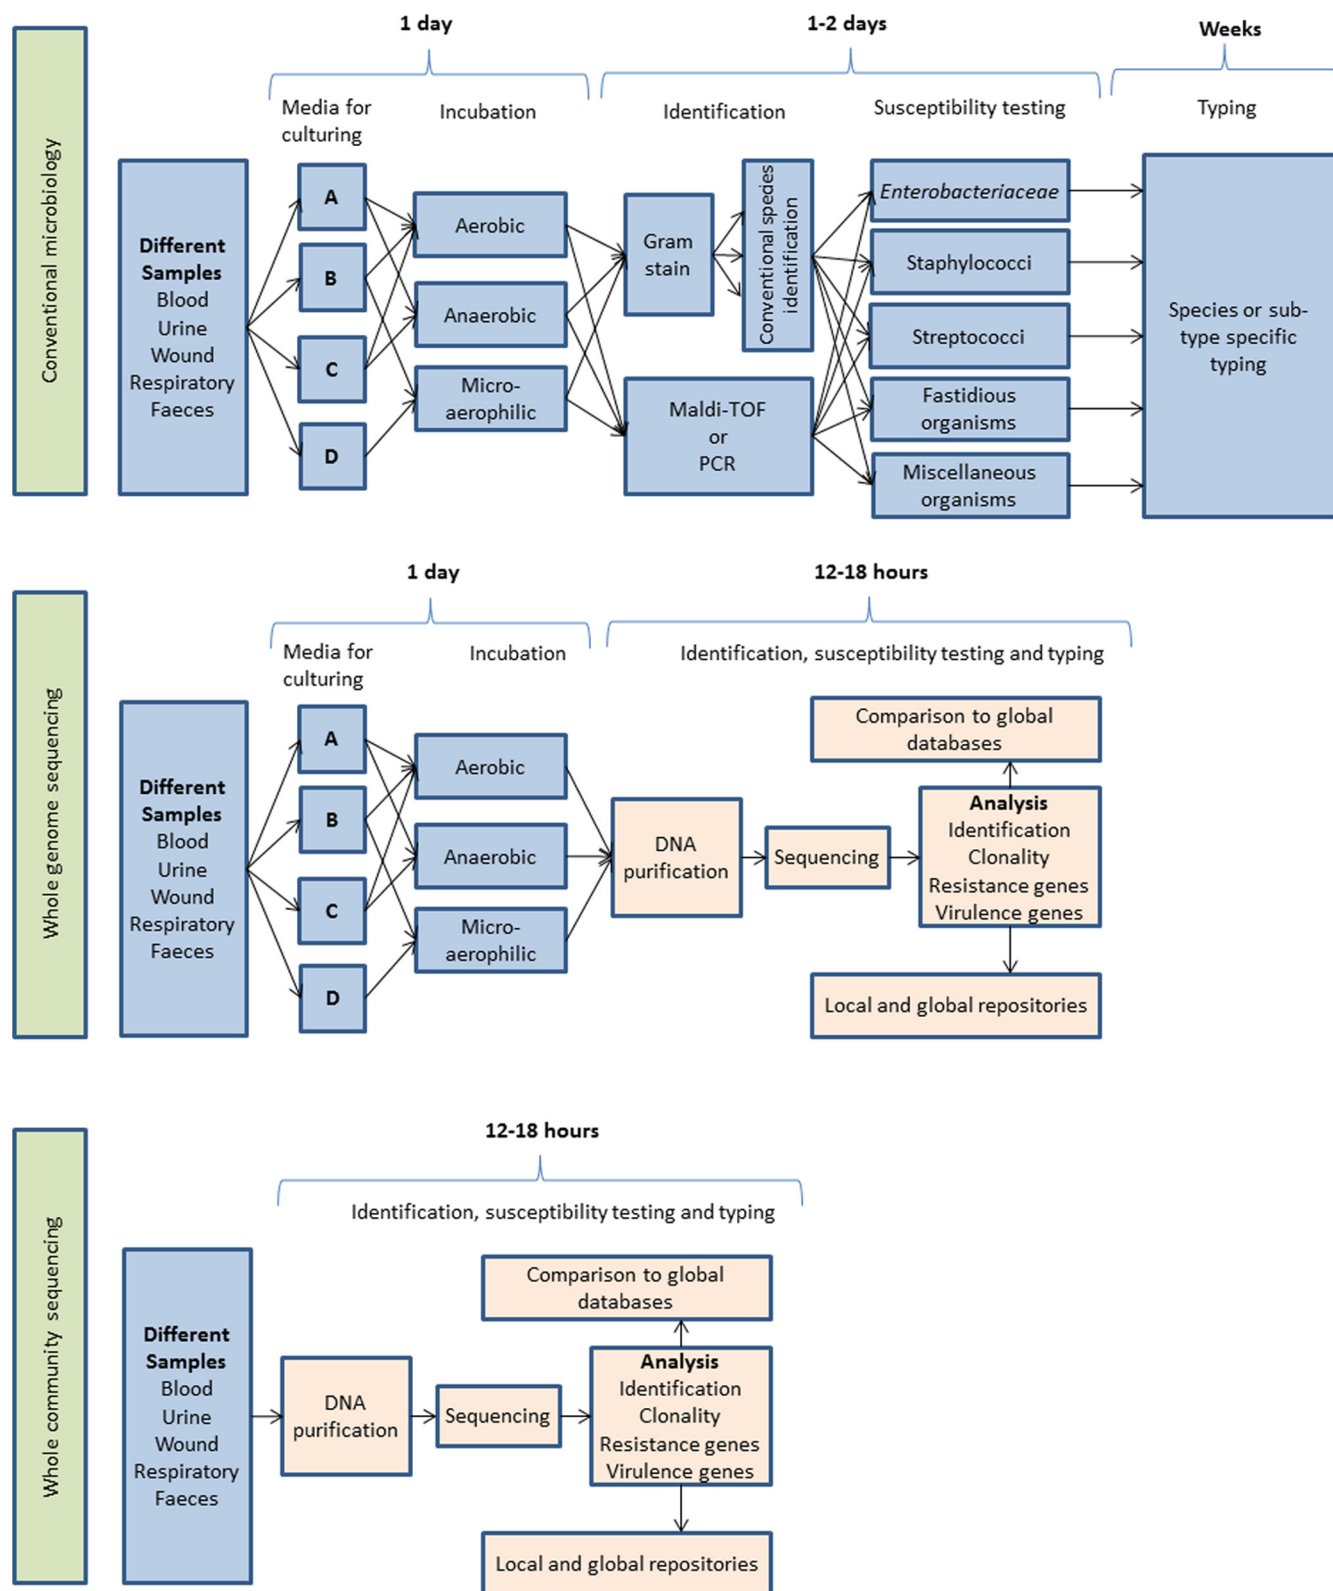 Conventional microbiology
1 day
1-2 days
Weeks
Media for
culturing
Incubation
Identification
Susceptibility testing
Typing
Different
Samples
Blood
Urine
Wound
Respiratory
Faeces
A
B
C
D
Aerobic
Anaerobic
Micro-
aerophilic
Gram
stain
Conventional species
identification
Maldi-TOF
or
PCR
Enterobacteriaceae
Staphylococci
Streptococci
Fastidious
organisms
Miscellaneous
organisms
Species or sub-
type specific
typing
Whole genome sequencing
1 day
12-18 hours
Media for
culturing
Incubation
Identification, susceptibility testing and typing
Different
Samples
Blood
Urine
Wound
Respiratory
Faeces
A
B
C
D
Aerobic
Anaerobic
Micro-
aerophilic
DNA
purification
Sequencing
Comparison to global
databases
Analysis
Identification
Clonality
Resistance genes
Virulence genes
Local and global repositories
Whole community sequencing
12-18 hours
Identification, susceptibility testing and typing
Different
Samples
Blood
Urine
Wound
Respiratory
Faeces
DNA
purification
Sequencing
Comparison to global
databases
Analysis
Identification
Clonality
Resistance genes
Virulence genes
Local and global repositories